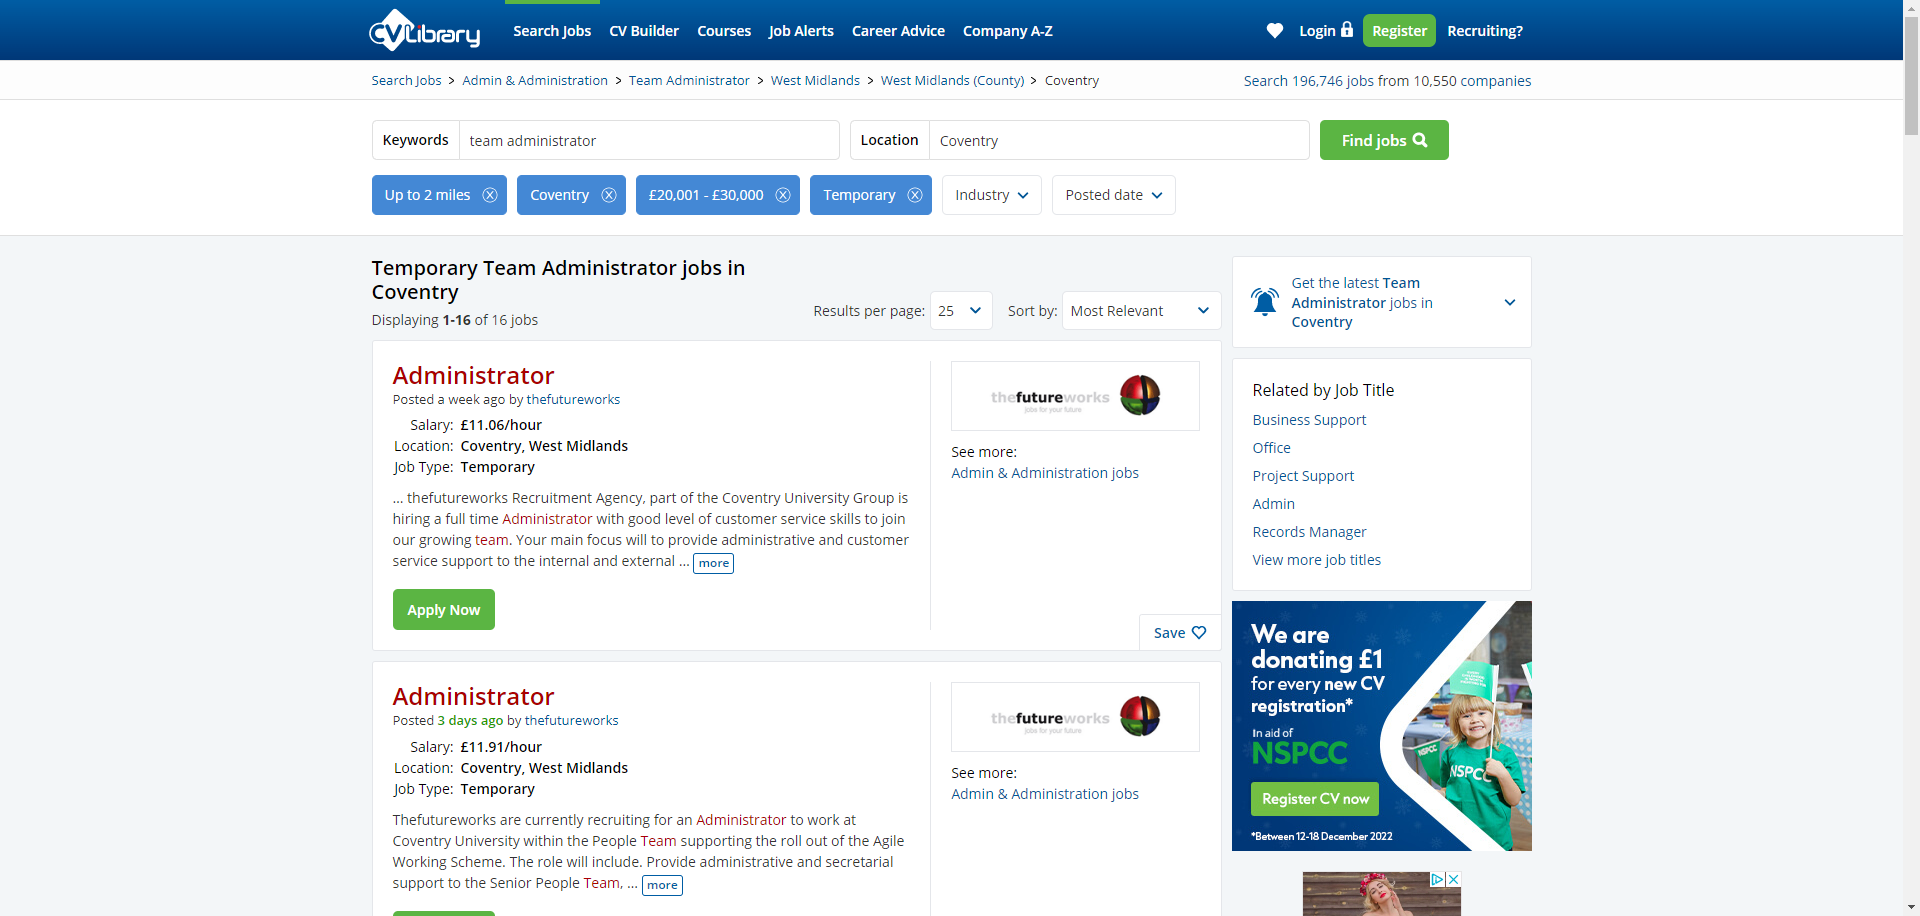 CVLibrary
Search Jobs CV Builder Courses Job Alerts Career Advice Company A-Z Login Register Recruiting?
Search Jobs > Admin & Administration > Team Administrator > West Midlands > West Midlands (County) > Coventry
Search 196,746 jobs from 10,550 companies
Keywords team administrator
Location Coventry
Find jobs
Up to 2 miles Coventry £20,001 - £30,000 Temporary Industry Posted date
Temporary Team Administrator jobs in
Coventry
Displaying 1-16 of 16 jobs
Results per page: 25 Sort by: Most Relevant
Administrator
Posted a week ago by thefutureworks
Salary: £11.06/hour
Location: Coventry, West Midlands
Job Type: Temporary
... thefutureworks Recruitment Agency, part of the Coventry University Group is
hiring a full time Administrator with good level of customer service skills to join
our growing team. Your main focus will to provide administrative and customer
service support to the internal and external ... more
Apply Now
thefutureworks
jobs for your future
See more:
Admin & Administration jobs
Save
Administrator
Posted 3 days ago by thefutureworks
Salary: £11.91/hour
Location: Coventry, West Midlands
Job Type: Temporary
Thefutureworks are currently recruiting for an Administrator to work at
Coventry University within the People Team supporting the roll out of the Agile
Working Scheme. The role will include. Provide administrative and secretarial
support to the Senior People Team, ... more
thefutureworks
jobs for your future
See more:
Admin & Administration jobs
Get the latest Team
Administrator jobs in
Coventry
Related by Job Title
Business Support
Office
Project Support
Admin
Records Manager
View more job titles
We are
donating £1
for every new CV
registration*
In aid of
NSPCC
Register CV now
*Between 12-18 December 2022
NSPCC
NSPCC